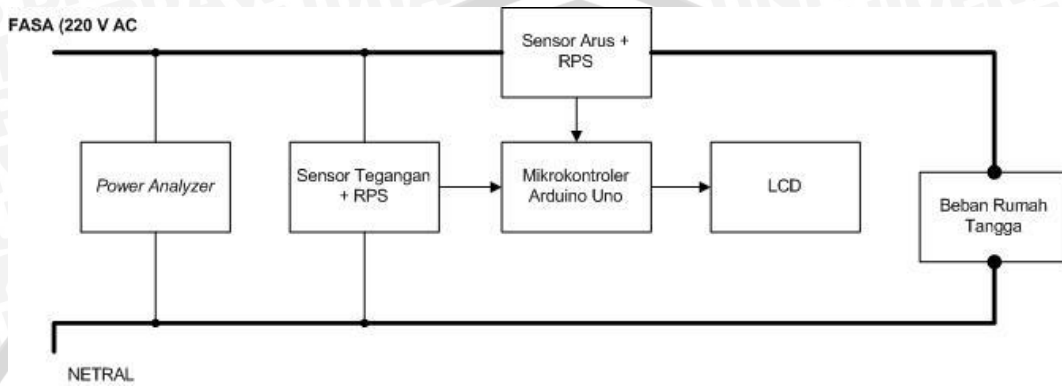 FASA (220 V AC
Sensor Arus +
RPS
Power Analyzer
Sensor Tegangan
+ RPS
Mikrokontroler
Arduino Uno
LCD
Beban Rumah
Tangga
NETRAL